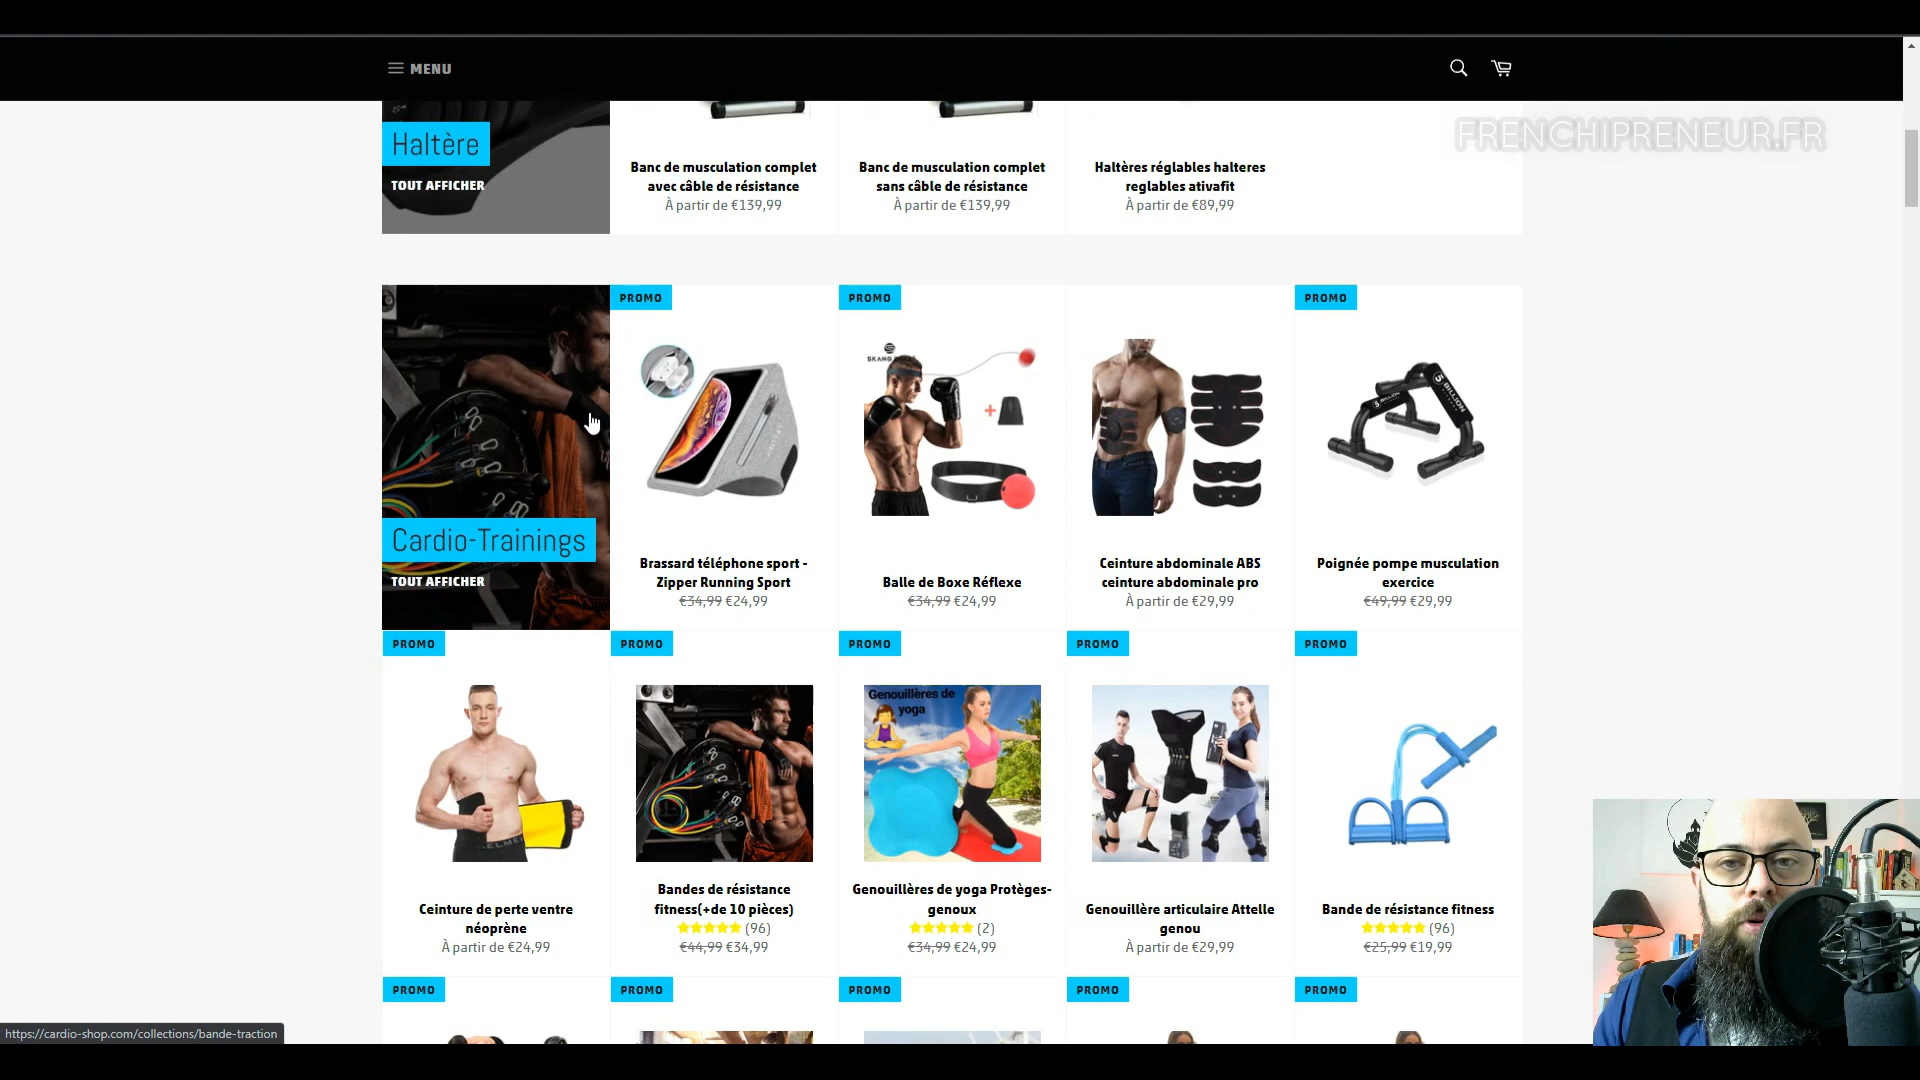 MENU
FRENCHIPRENEUR.FR
Haltère
TOUT AFFICHER
Banc de musculation complet
avec câble de résistance
À partir de €139,99
Banc de musculation complet
sans câble de résistance
À partir de €139,99
Haltères réglables halteres
reglables ativafit
À partir de €89,99
Cardio-Trainings
TOUT AFFICHER
PROMO
Brassard téléphone sport -
Zipper Running Sport
€34,99 €24,99
PROMO
Balle de Boxe Réflexe
€34,99 €24,99
Ceinture abdominale ABS
ceinture abdominale pro
À partir de €29,99
PROMO
Poignée pompe musculation
exercice
€49,99 €29,99
PROMO
Ceinture de perte ventre
néoprène
À partir de €24,99
PROMO
Bandes de résistance
fitness(+de 10 pièces)
(96)
€44,99 €34,99
PROMO
Genouillères de
yoga
Genouillères de yoga Protèges-
genoux
(2)
€34,99 €24,99
PROMO
Genouillère articulaire Attelle
genou
À partir de €29,99
PROMO
Bande de résistance fitness
(96)
€25,99 €19,99
PROMO
PROMO
PROMO
PROMO
PROMO
https://cardio-shop.com/collections/bande-traction